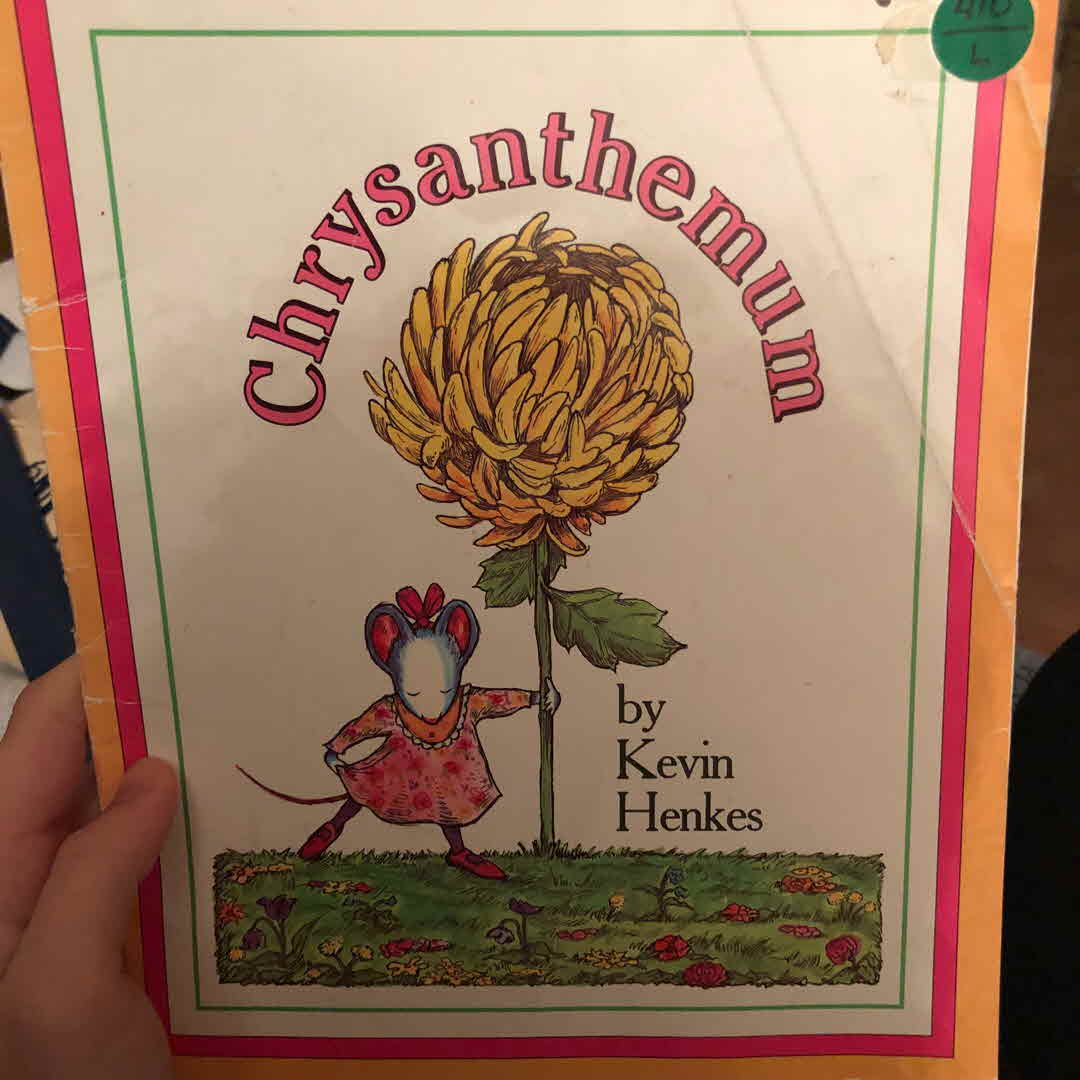 Chrysanthemum
by
Kevin
Henkes